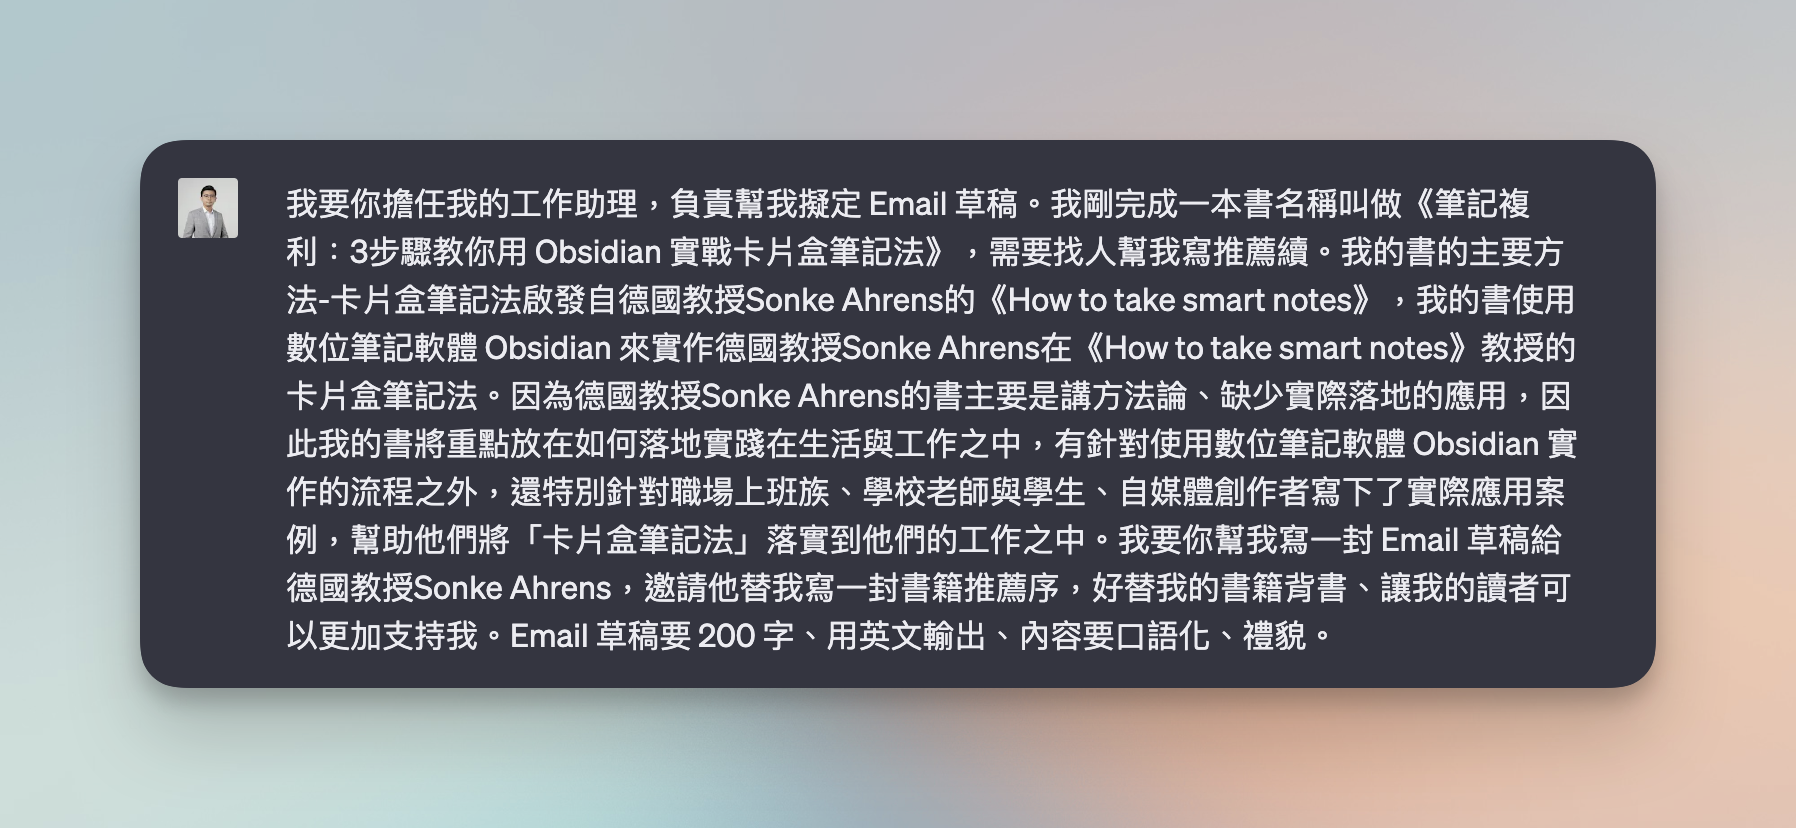 我要你擔任我的工作助理，負責幫我擬定 Email 草稿。我剛完成一本書名稱叫做《筆記複
利：3步驟教你用 Obsidian 實戰卡片盒筆記法》，需要找人幫我寫推薦續。我的書的主要方
法-卡片盒筆記法啟發自德國教授Sonke Ahrens的《How to take smart notes》，我的書使用
數位筆記軟體 Obsidian 來實作德國教授Sonke Ahrens在《How to take smart notes》教授的
卡片盒筆記法。因為德國教授Sonke Ahrens的書主要是講方法論、缺少實際落地的應用，因
此我的書將重點放在如何落地實踐在生活與工作之中，有針對使用數位筆記軟體 Obsidian 實
作的流程之外，還特別針對職場上班族、學校老師與學生、自媒體創作者寫下了實際應用案
例，幫助他們將「卡片盒筆記法」落實到他們的工作之中。我要你幫我寫一封 Email 草稿給
德國教授Sonke Ahrens，邀請他替我寫一封書籍推薦序，好替我的書籍背書、讓我的讀者可
以更加支持我。Email 草稿要 200 字、用英文輸出、內容要口語化、禮貌。